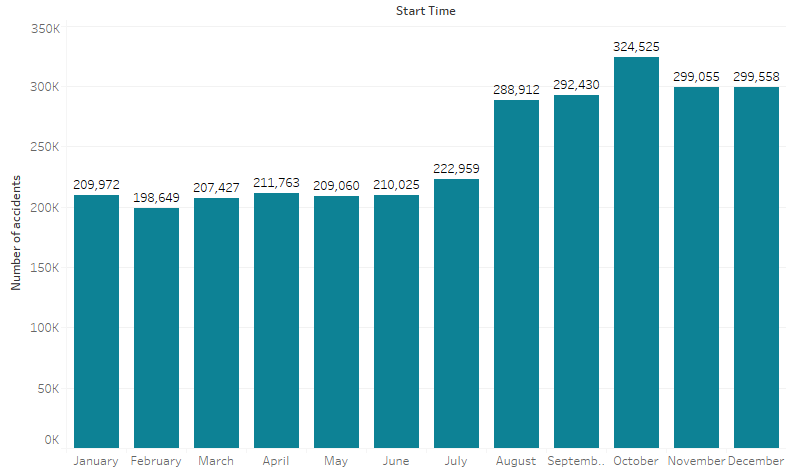 Start Time
Number of accidents
350K
300K
250K
200K
150K
100K
50K
0K
209,972
198,649
207,427
211,763
209,060
210,025
222,959
288,912
292,430
324,525
299,055
299,558
January
February
March
April
May
June
July
August
Septemb..
October
November
December